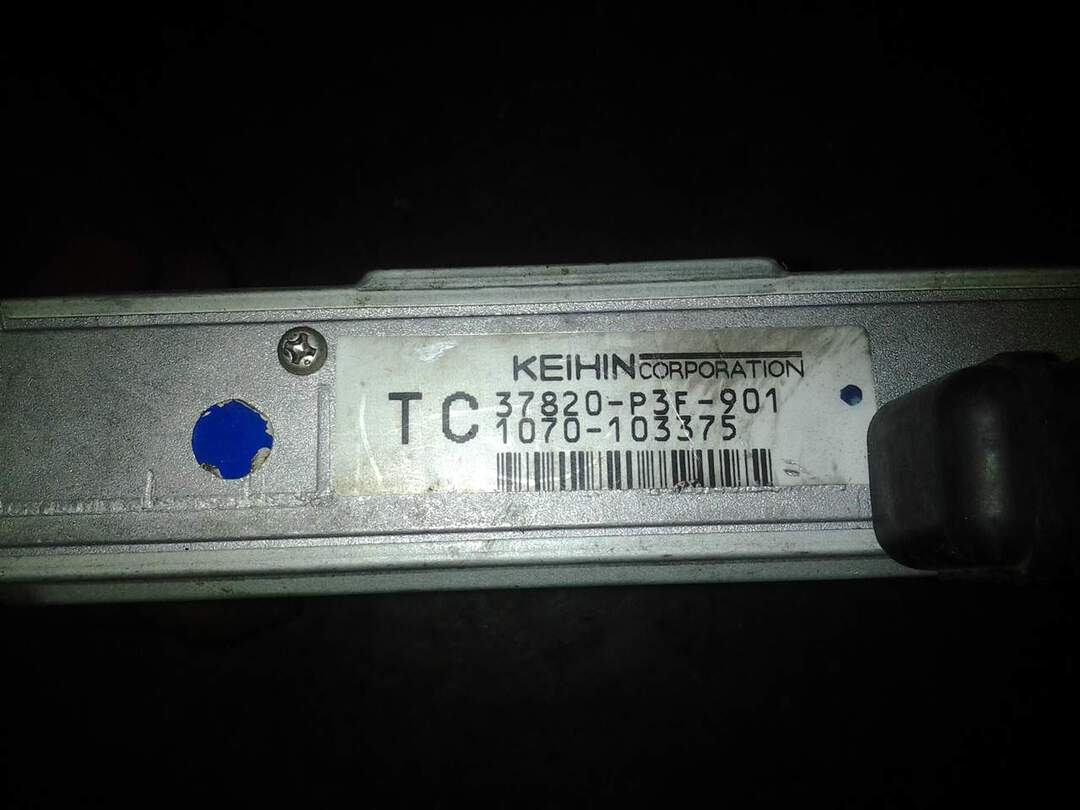 KEIHIN CORPORATION
TC 37820-P3F-901
1070-103375